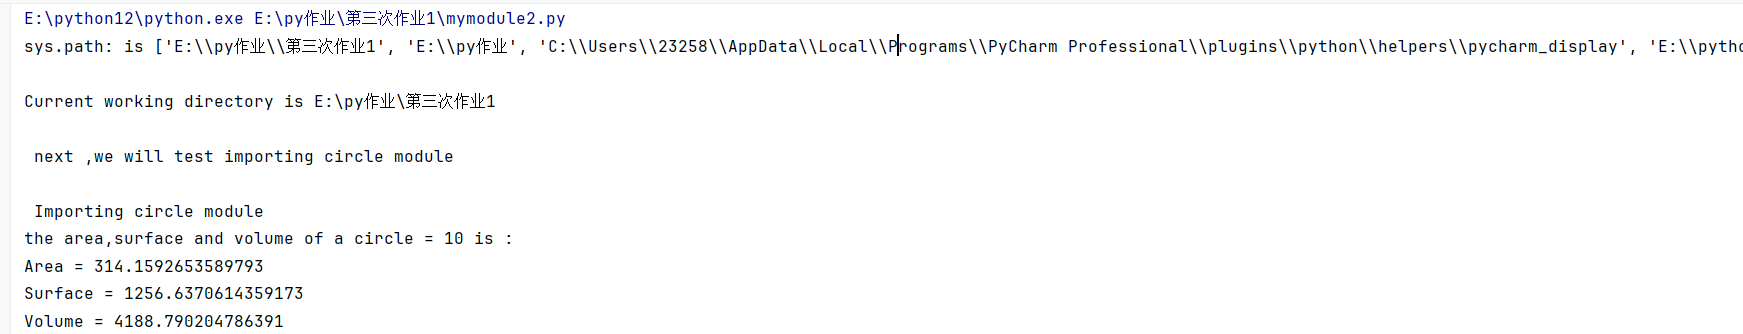 E:\python12\python.exe E:\py作业\第三次作业1\mymodule2.py
sys.path: is ['E:\\py作业\\第三次作业1', 'E:\\py作业', 'C:\\Users\\23258\\AppData\\Local\\Programs\\PyCharm Professional\\plugins\\python\\helpers\\pycharm_display', 'E:\\pytho
Current working directory is E:\py作业\第三次作业1
next ,we will test importing circle module
Importing circle module
the area,surface and volume of a circle = 10 is :
Area = 314.1592653589793
Surface = 1256.6370614359173
Volume = 4188.790204786391